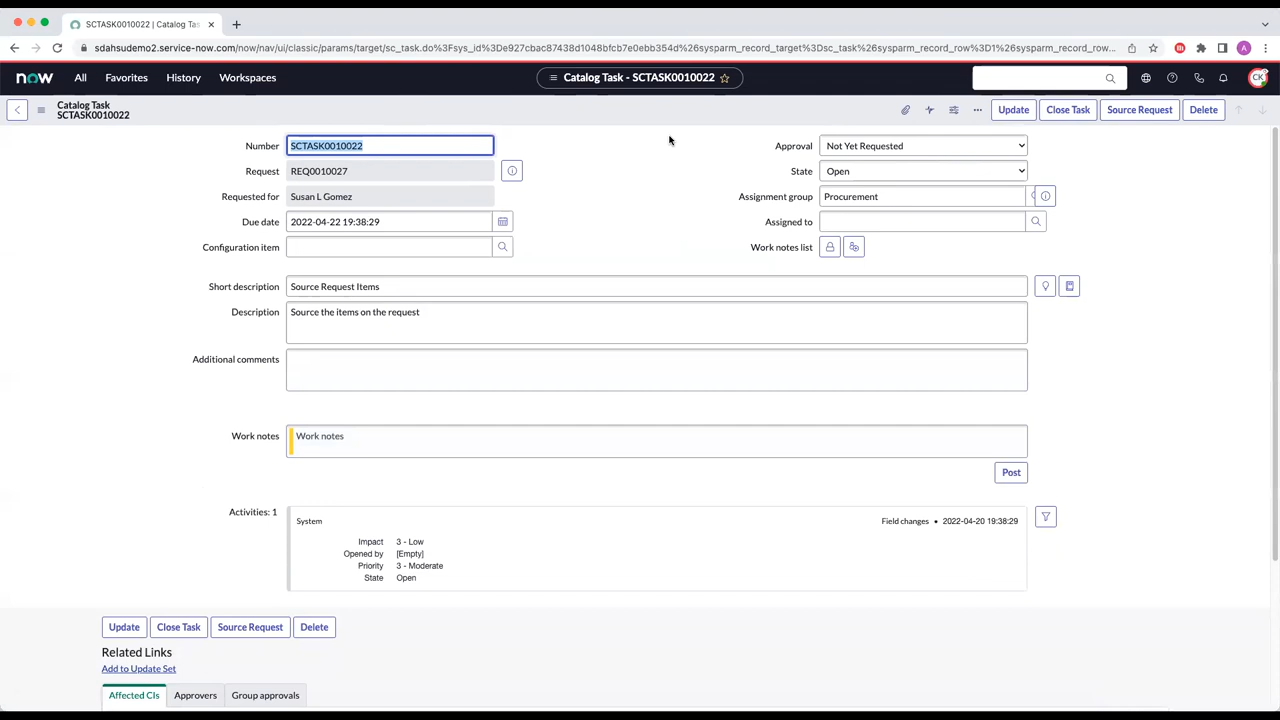 SCTASK0010022 | Catalog Tas
sdahsudemo2.service-now.com/now/nav/ui/classic/params/target/sc_task.do%3Fsys_id%3De927cbac87438d1048bfcb7e0ebb354d%26sysparm_record_target%3Dsc_task%26sysparm_record_row%3D1%26sysparm_record_row...
A
now
All Favorites History Workspaces
Catalog Task - SCTASK0010022
CK
Catalog Task
SCTASK0010022
Update Close Task Source Request Delete
Number SCTASK0010022 Approval Not Yet Requested
Request REQ0010027 State Open
Requested for Susan L Gomez Assignment group Procurement
Due date 2022-04-22 19:38:29 Assigned to
Configuration item Work notes list
Short description Source Request Items
Description Source the items on the request
Additional comments
Work notes Work notes
Post
Activities: 1 System Field changes • 2022-04-20 19:38:29
Impact 3 - Low
Opened by [Empty]
Priority 3 - Moderate
State Open
Update Close Task Source Request Delete
Related Links
Add to Update Set
Affected CIs Approvers Group approvals